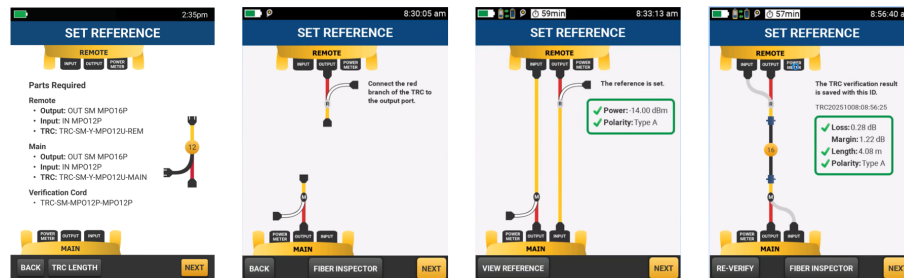 2:35pm
SET REFERENCE
REMOTE
INPUT OUTPUT POWER METER
Parts Required
Remote
• Output: OUT SM MPO16P
• Input: IN MPO12P
• TRC: TRC-SM-Y-MPO12U-REM
Main
• Output: OUT SM MPO16P
• Input: IN MPO12P
• TRC: TRC-SM-Y-MPO12U-MAIN
Verification Cord
• TRC-SM-MPO12P-MPO12P
12
POWER METER OUTPUT INPUT
MAIN
BACK TRC LENGTH NEXT
8:30:05 am
SET REFERENCE
REMOTE
INPUT OUTPUT POWER METER
Connect the red
branch of the TRC to
the output port.
R
M
POWER METER OUTPUT INPUT
MAIN
BACK FIBER INSPECTOR NEXT
59min 8:33:13 am
SET REFERENCE
REMOTE
INPUT OUTPUT POWER METER
The reference is set.
Power: -14.00 dBm
Polarity: Type A
R
M
POWER METER OUTPUT INPUT
MAIN
VIEW REFERENCE NEXT
57min 8:56:40 a
SET REFERENCE
REMOTE
INPUT OUTPUT POWER METER
The TRC verification result
is saved with this ID.
TRC20251008:08:56:25
R
Loss: 0.28 dB
Margin: 1.22 dB
Length: 4.08 m
Polarity: Type A
16
M
POWER METER OUTPUT INPUT
MAIN
RE-VERIFY FIBER INSPECTOR NEXT